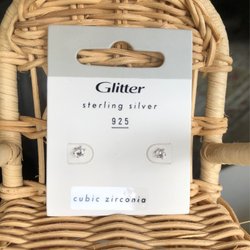 Glitter
sterling silver
925
cubic zirconia